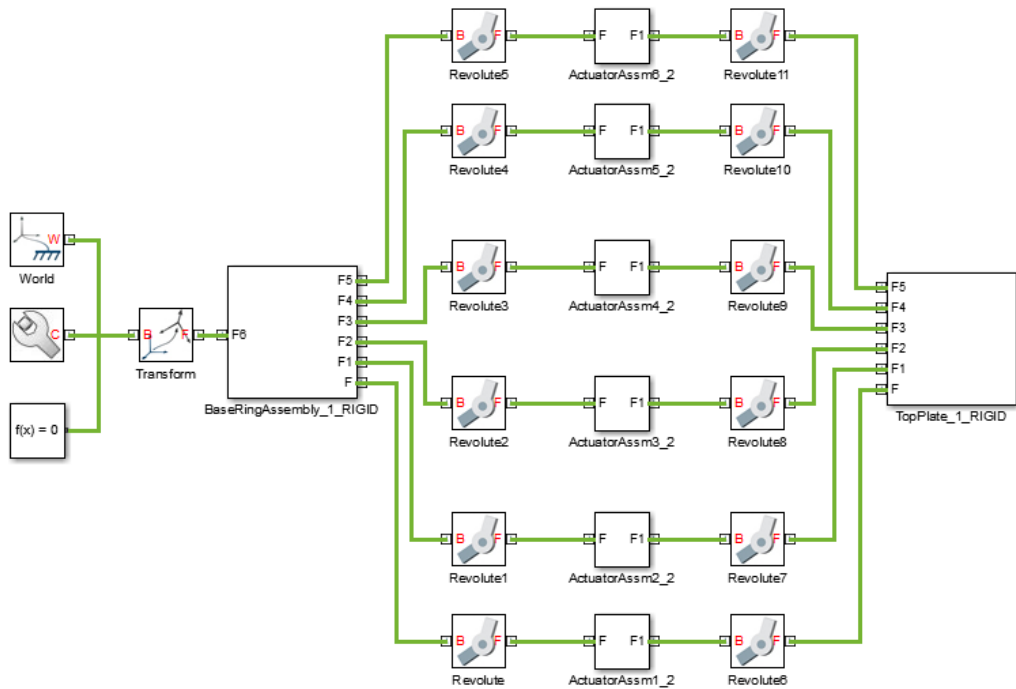 B F
Revolute5
F F1
ActuatorAssm6_2
B F
Revolute11
B F
Revolute4
F F1
ActuatorAssm5_2
B F
Revolute10
W
World
C
f(x) = 0
B F
Transform
F6
F5
F4
F3
F2
F1
F
BaseRingAssembly_1_RIGID
B F
Revolute3
F F1
ActuatorAssm4_2
B F
Revolute9
B F
Revolute2
F F1
ActuatorAssm3_2
B F
Revolute8
B F
Revolute1
F F1
ActuatorAssm2_2
B F
Revolute7
B F
Revolute
F F1
ActuatorAssm1_2
B F
Revolute6
F5
F4
F3
F2
F1
F
TopPlate_1_RIGID